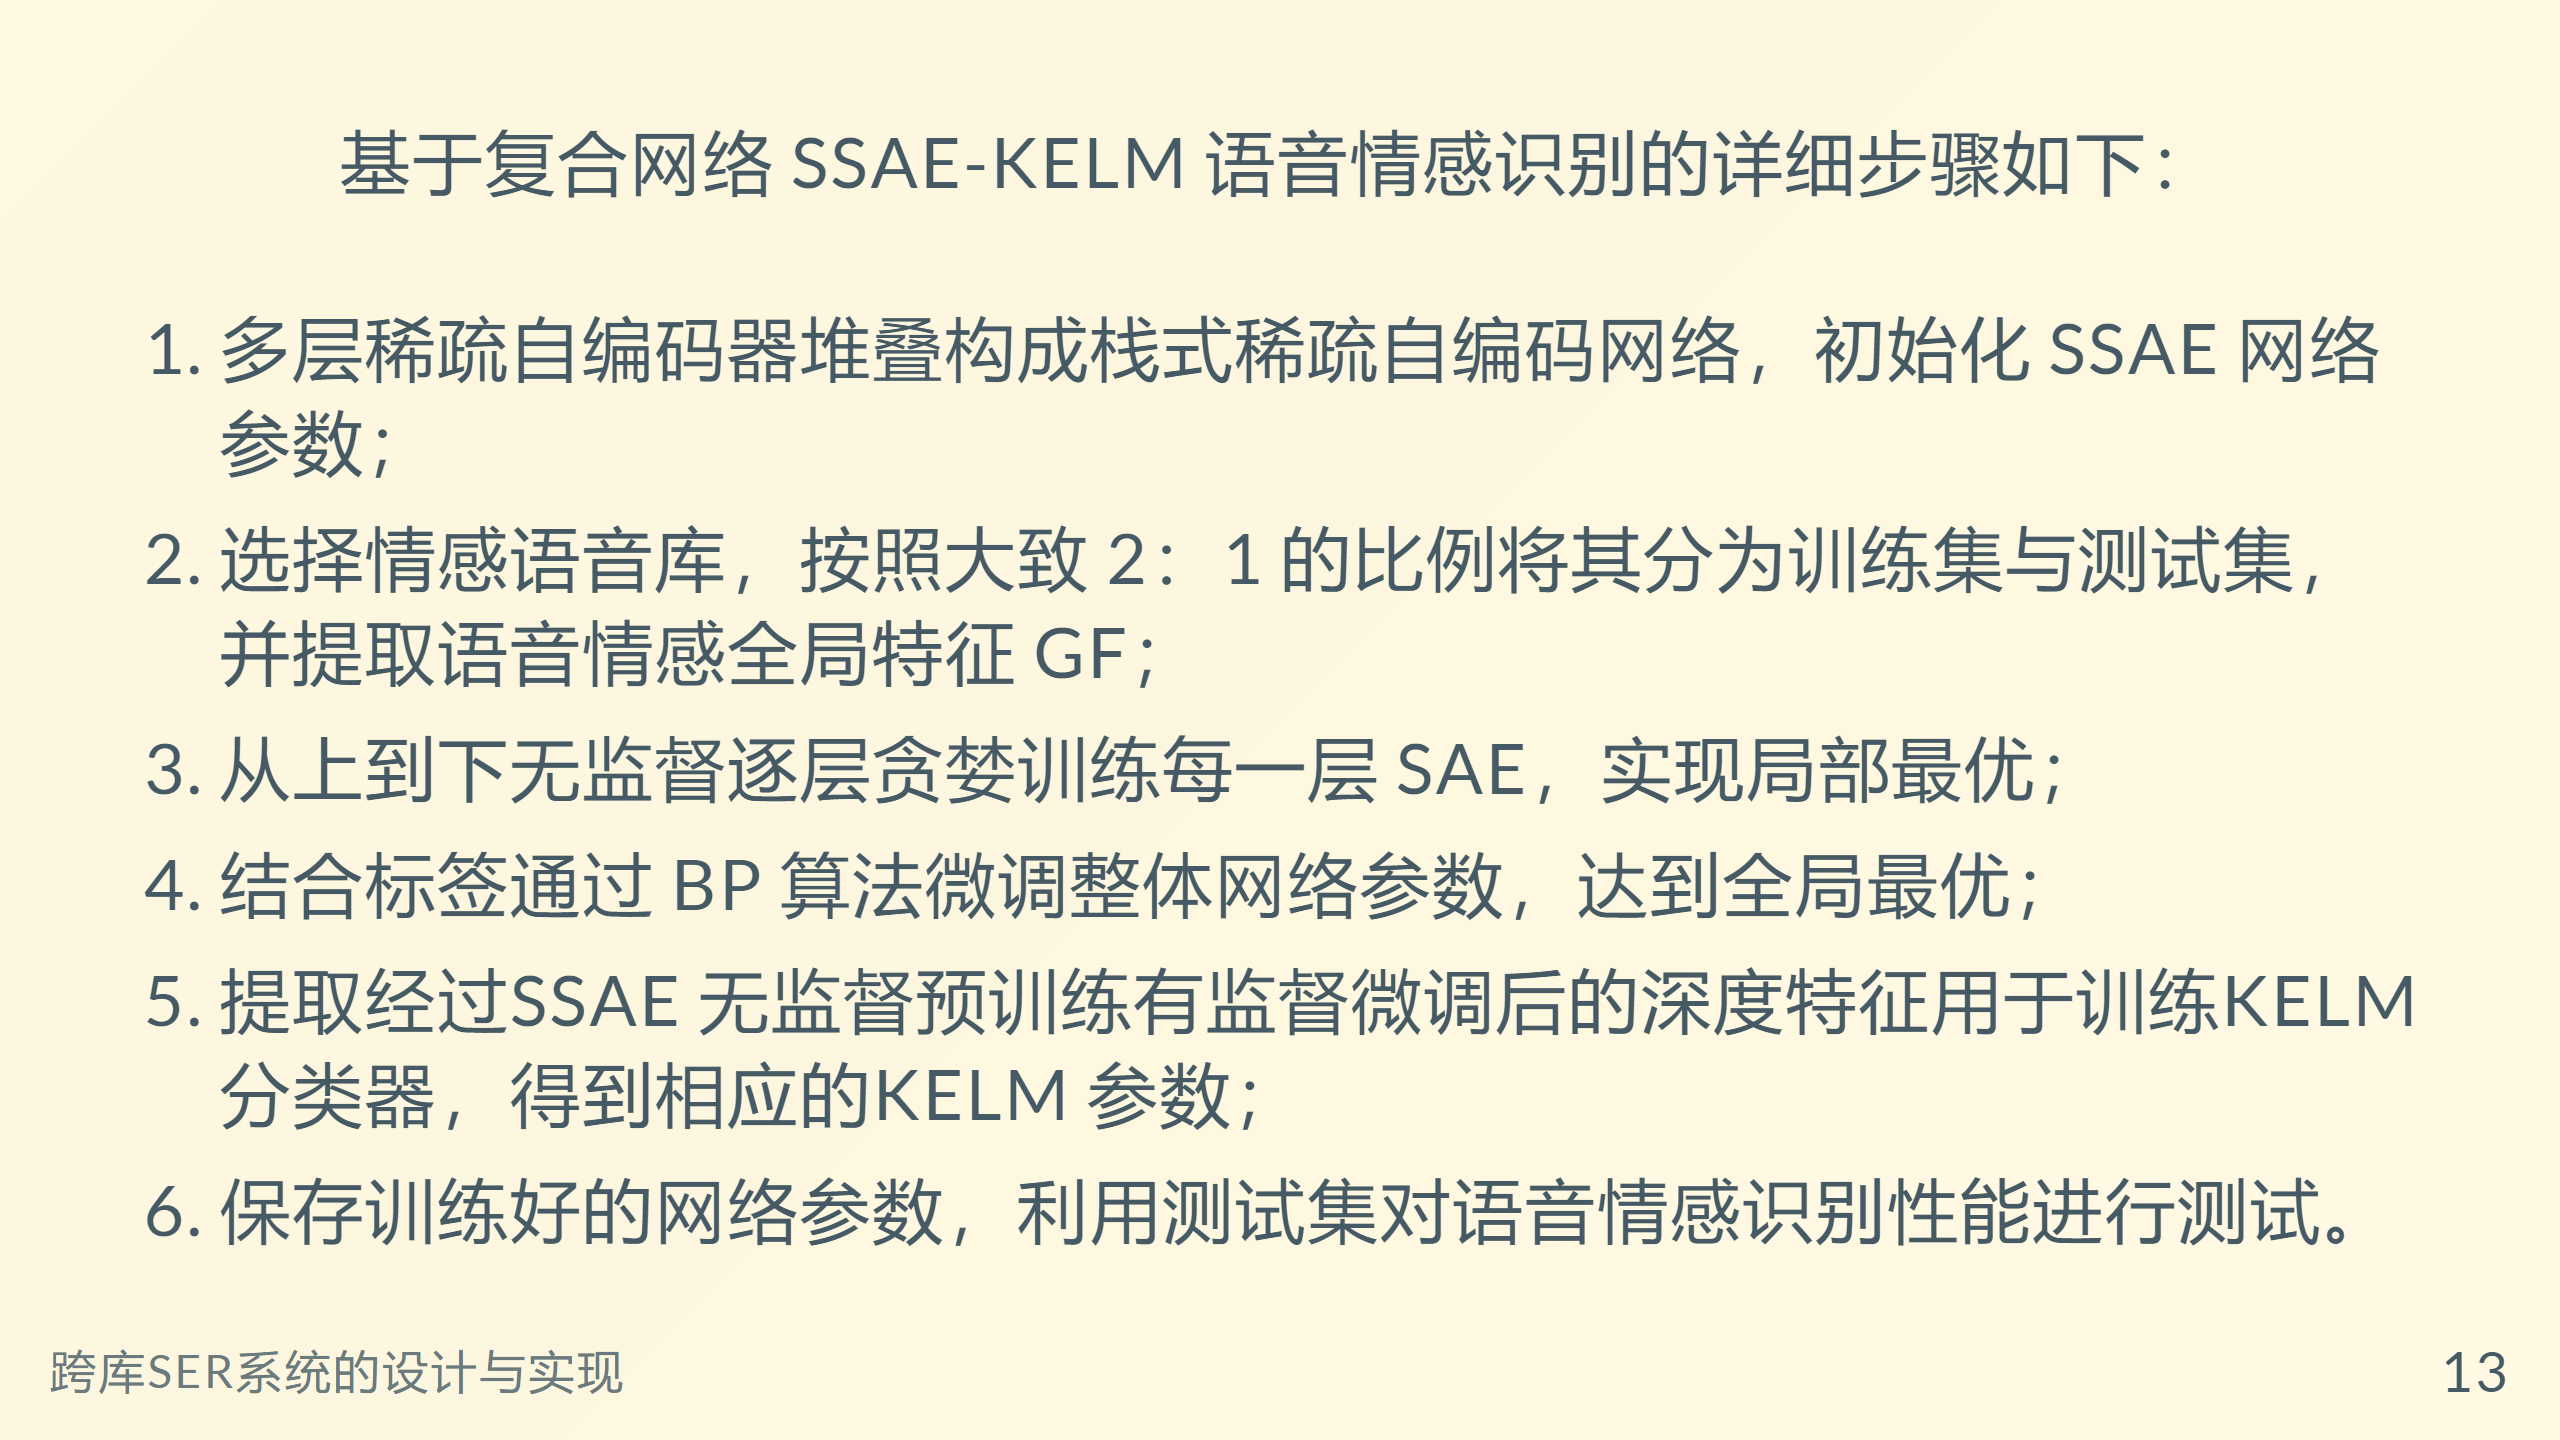 基于复合网络 SSAE-KELM 语音情感识别的详细步骤如下：
1. 多层稀疏自编码器堆叠构成栈式稀疏自编码网络，初始化 SSAE 网络
参数；
2. 选择情感语音库，按照大致 2：1 的比例将其分为训练集与测试集，
并提取语音情感全局特征 GF；
3. 从上到下无监督逐层贪婪训练每一层 SAE，实现局部最优；
4. 结合标签通过 BP 算法微调整体网络参数，达到全局最优；
5. 提取经过SSAE 无监督预训练有监督微调后的深度特征用于训练KELM
分类器，得到相应的KELM 参数；
6. 保存训练好的网络参数，利用测试集对语音情感识别性能进行测试。
跨库SER系统的设计与实现
13